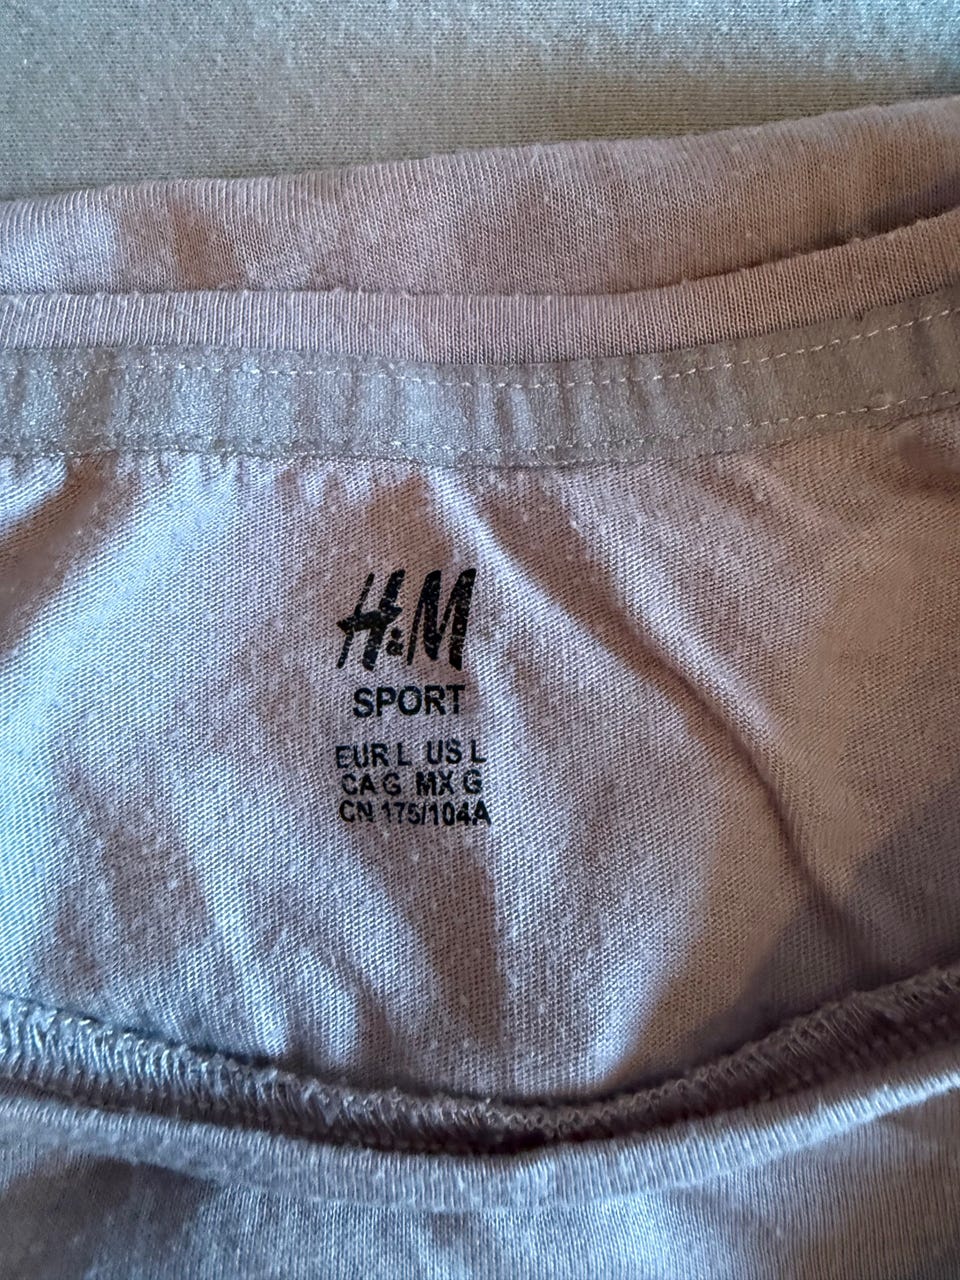 H&M
SPORT
EUR L US L
CA G MX G
CN 175/104A